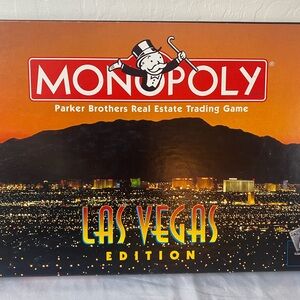 MONOPOLY
Parker Brothers Real Estate Trading Game
LAS VEGAS
EDITION